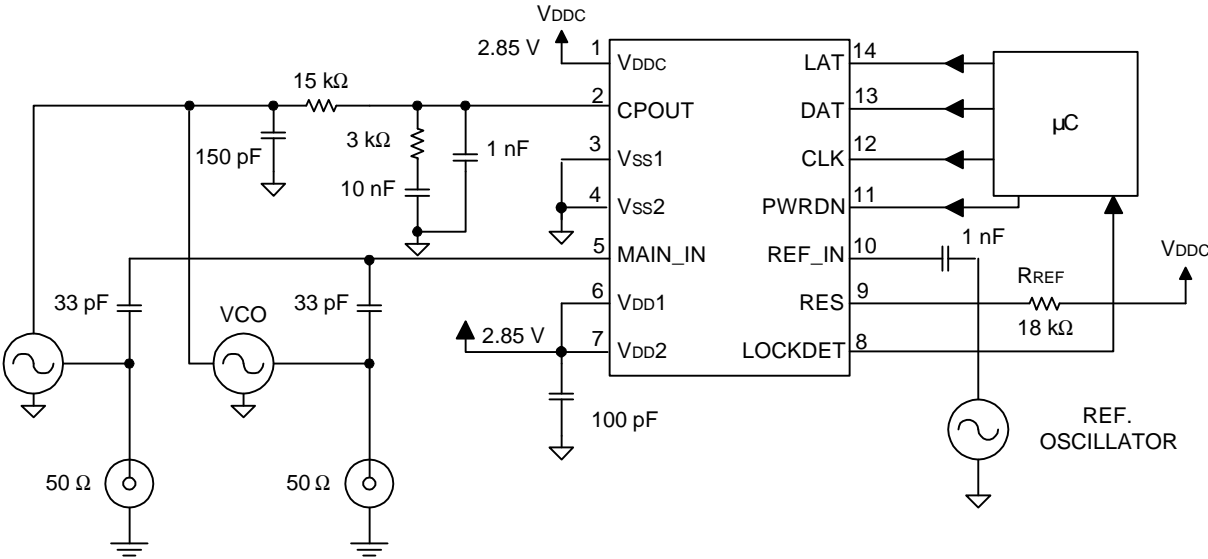 VDDC
2.85 V
1
VDDC
LAT
14
15 kΩ
2
CPOUT
DAT
13
µC
150 pF
3 kΩ
1 nF
10 nF
3
VSS1
CLK
12
4
VSS2
PWRDN
11
5
MAIN_IN
REF_IN
10
1 nF
VDDC
33 pF
VCO
33 pF
6
VDD1
RES
9
RREF
18 kΩ
2.85 V
7
VDD2
LOCKDET
8
100 pF
REF.
OSCILLATOR
50 Ω
50 Ω